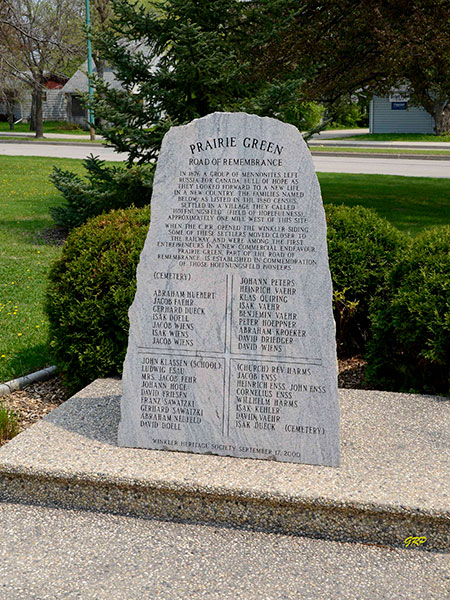 PRAIRIE GREEN
ROAD OF REMEMBRANCE
IN 1876 A GROUP OF MENNONITES LEFT
RUSSIA FOR CANADA FULL OF HOPE AS
THEY LOOKED FORWARD TO A NEW LIFE
IN A NEW COUNTRY. THE FAMILIES NAMED
BELOW, AS LISTED IN THE 1880 CENSUS,
SETTLED IN A VILLAGE THEY CALLED
"HOFFNUNGSFELD" (FIELD OF HOPEFULNESS),
APPROXIMATELY ONE MILE WEST OF THIS SITE.
WHEN THE C.P.R. OPENED THE WINKLER SIDING
SOME OF THESE SETTLERS MOVED CLOSER TO
THE RAILWAY, AND WERE AMONG THE FIRST
ENTREPRENEURS IN A NEW COMMERCIAL ENDEAVOUR.
PRAIRIE GREEN, PART OF THE ROAD OF
REMEMBRANCE, IS ESTABLISHED IN COMMEMORATION
OF THOSE HOFFNUNGSFELD PIONEERS
(CEMETERY)
ABRAHAM HUEBERT
JACOB FAEHR
GERHARD DUECK
ISAK DOELL
JACOB WIENS
ISAK WIENS
JACOB WIENS
JOHANN PETERS
HEINRICH VAEHR
KLAS QUIRING
ISAK VAEHR
BENJAMIN VAEHR
PETER HOEPPNER
ABRAHAM KROEKER
DAVID DRIEDGER
DAVID WIENS
JOHN KLASSEN (SCHOOL)
LUDWIG ESAU
MRS. JACOB FEHR
JOHANN HOGE
DAVID FRIESEN
FRANZ SAWATZKI
GERHARD SAWATZKI
ABRAHAM NEUFELD
DAVID DOELL
(CHURCH) REV. HARMS
JACOB ENSS
HEINRICH ENSS, JOHN ENSS
CORNELIUS ENSS
WILLHELM HARMS
ISAK KEHLER
DAVID VAEHR
ISAK DUECK (CEMETERY)
WINKLER HERITAGE SOCIETY SEPTEMBER 17, 2000
GRP